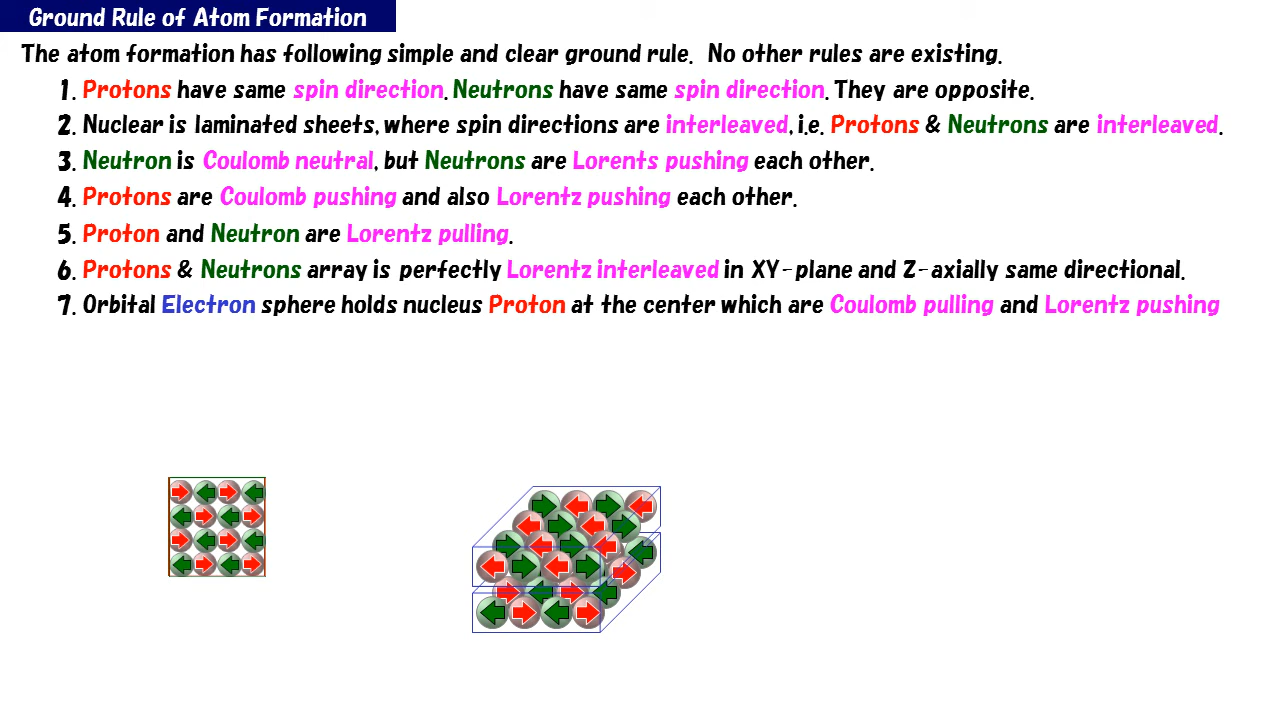 Ground Rule of Atom Formation
The atom formation has following simple and clear ground rule. No other rules are existing.
1. Protons have same spin direction. Neutrons have same spin direction. They are opposite.
2. Nuclear is laminated sheets, where spin directions are interleaved, i.e. Protons & Neutrons are interleaved.
3. Neutron is Coulomb neutral, but Neutrons are Lorents pushing each other.
4. Protons are Coulomb pushing and also Lorentz pushing each other.
5. Proton and Neutron are Lorentz pulling.
6. Protons & Neutrons array is perfectly Lorentz interleaved in XY-plane and Z-axially same directional.
7. Orbital Electron sphere holds nucleus Proton at the center which are Coulomb pulling and Lorentz pushing